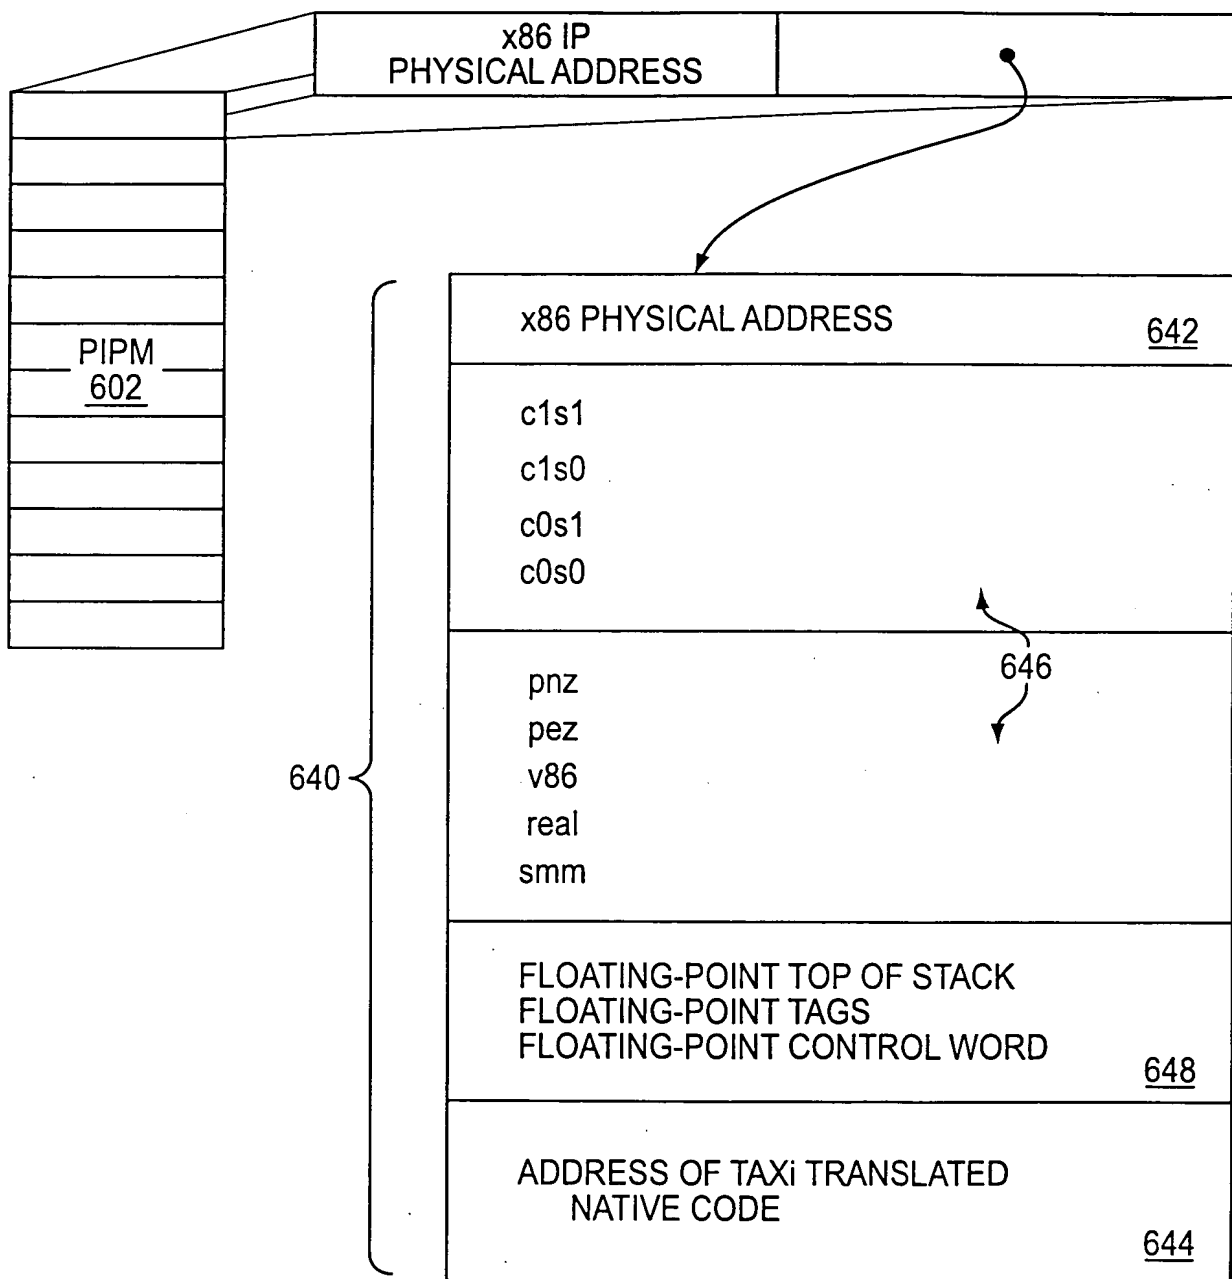 x86 IP
PHYSICAL ADDRESS
PIPM
602
x86 PHYSICAL ADDRESS
642
c1s1
c1s0
c0s1
c0s0
646
pnz
pez
v86
real
smm
640
FLOATING-POINT TOP OF STACK
FLOATING-POINT TAGS
FLOATING-POINT CONTROL WORD
648
ADDRESS OF TAXi TRANSLATED
NATIVE CODE
644